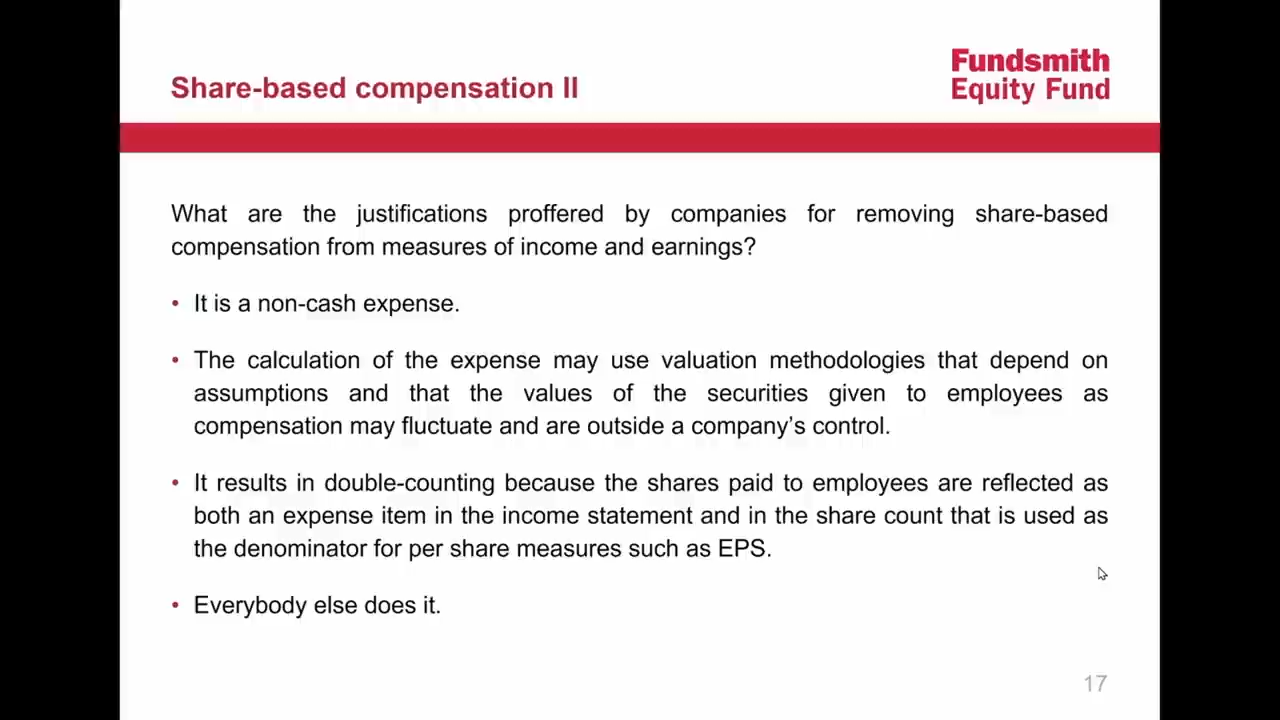 Fundsmith
Equity Fund
Share-based compensation II
What are the justifications proffered by companies for removing share-based
compensation from measures of income and earnings?
• It is a non-cash expense.
• The calculation of the expense may use valuation methodologies that depend on
assumptions and that the values of the securities given to employees as
compensation may fluctuate and are outside a company's control.
• It results in double-counting because the shares paid to employees are reflected as
both an expense item in the income statement and in the share count that is used as
the denominator for per share measures such as EPS.
• Everybody else does it.
17